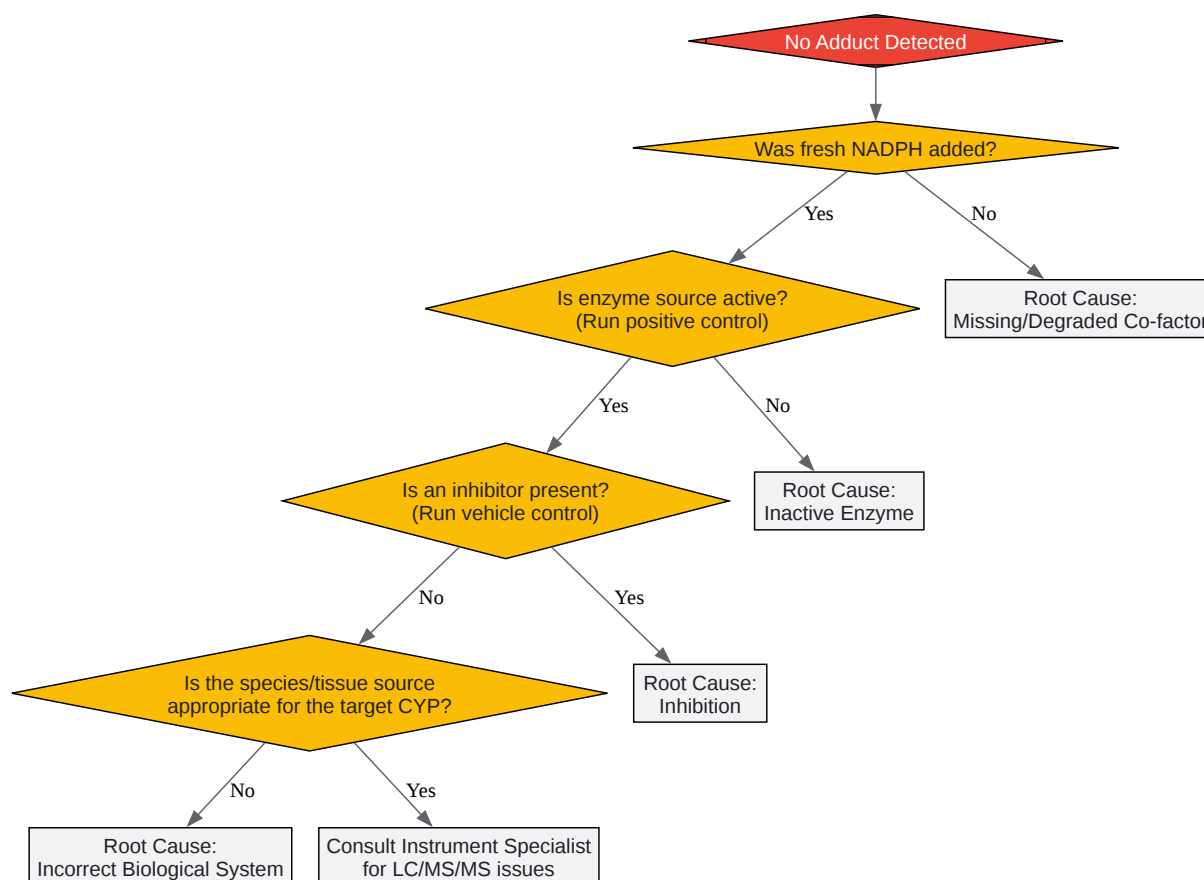 No Adduct Detected
Was fresh NADPH added?
Yes
No
Is enzyme source active?
(Run positive control)
Root Cause:
Missing/Degraded Co-factor
Yes
No
Is an inhibitor present?
(Run vehicle control)
Root Cause:
Inactive Enzyme
No
Yes
Is the species/tissue source
appropriate for the target CYP?
Root Cause:
Inhibition
No
Yes
Root Cause:
Incorrect Biological System
Consult Instrument Specialist
for LC/MS/MS issues